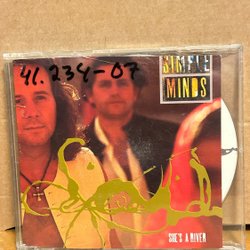 41.234-07
SIMPLE
MINDS
SHE'S A RIVER